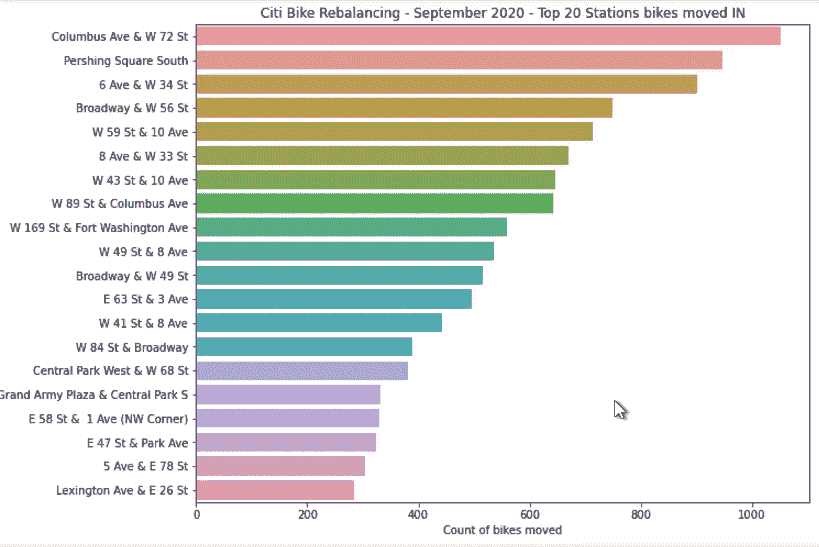 Citi Bike Rebalancing - September 2020 - Top 20 Stations bikes moved IN
Columbus Ave & W 72 St
Pershing Square South
6 Ave & W 34 St
Broadway & W 56 St
W 59 St & 10 Ave
8 Ave & W 33 St
W 43 St & 10 Ave
W 89 St & Columbus Ave
W 169 St & Fort Washington Ave
W 49 St & 8 Ave
Broadway & W 49 St
E 63 St & 3 Ave
W 41 St & 8 Ave
W 84 St & Broadway
Central Park West & W 68 St
Grand Army Plaza & Central Park S
E 58 St &  1 Ave (NW Corner)
E 47 St & Park Ave
5 Ave & E 78 St
Lexington Ave & E 26 St
0 200 400 600 800 1000
Count of bikes moved